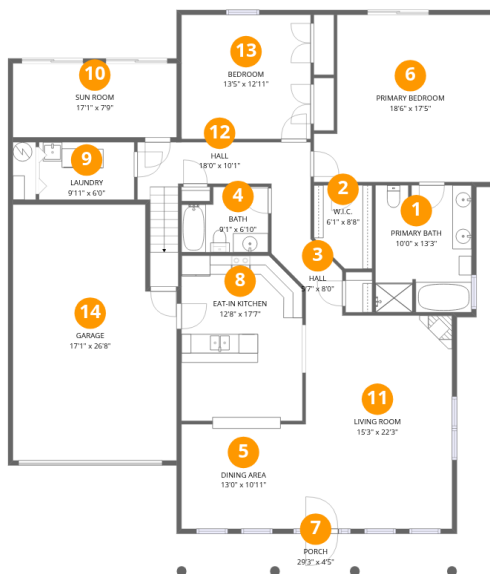 13
BEDROOM
13'5" x 12'11"
10
SUN ROOM
17'1" x 7'9"
6
PRIMARY BEDROOM
18'6" x 17'5"
12
HALL
18'0" x 10'1"
9
LAUNDRY
9'11" x 6'0"
4
BATH
9'1" x 6'10"
2
W.I.C.
6'1" x 8'8"
1
PRIMARY BATH
10'0" x 13'3"
3
HALL
x 8'0"
8
EAT-IN KITCHEN
12'8" x 17'7"
14
GARAGE
17'1" x 26'8"
11
LIVING ROOM
15'3" x 22'3"
5
DINING AREA
13'0" x 10'11"
7
PORCH
29'3" x 4'5"